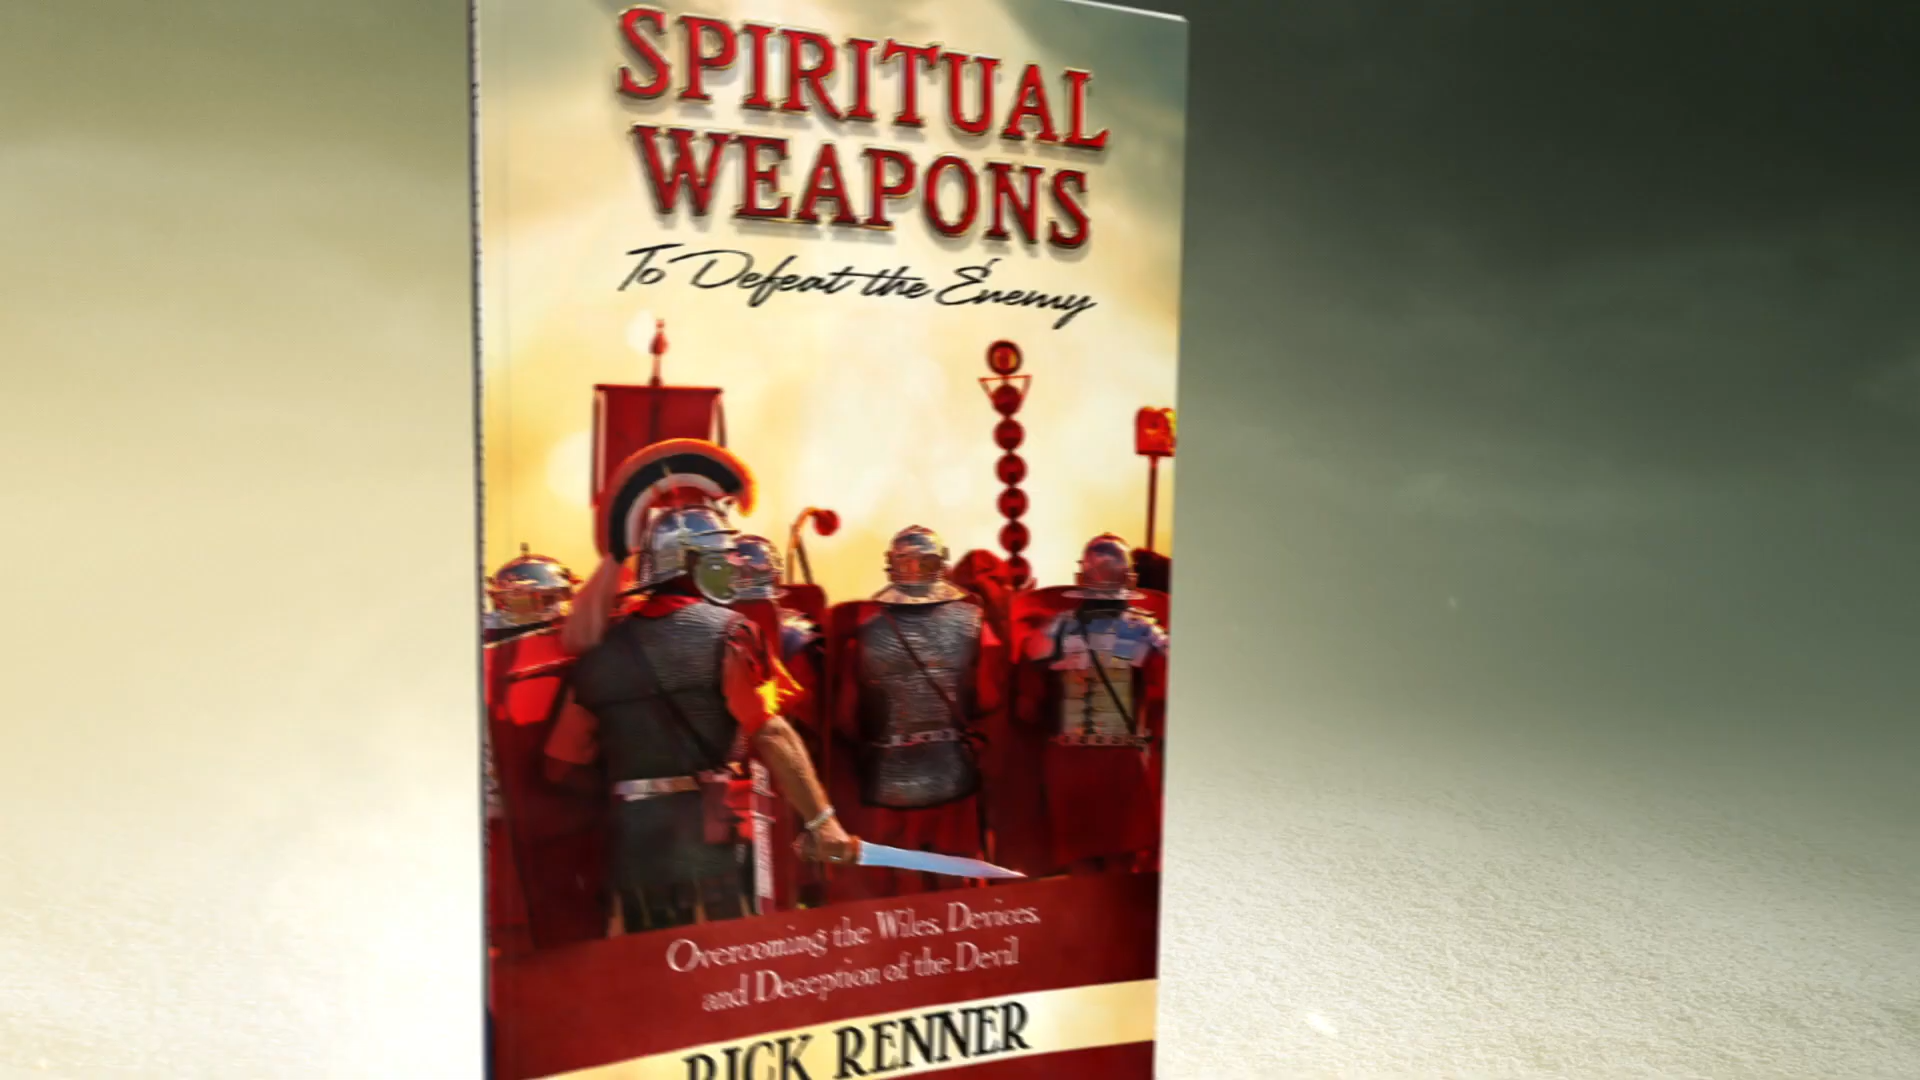 SPIRITUAL
WEAPONS
To Defeat the Enemy
Overcoming the Wiles, Devices,
and Deception of the Devil
RICK RENNER